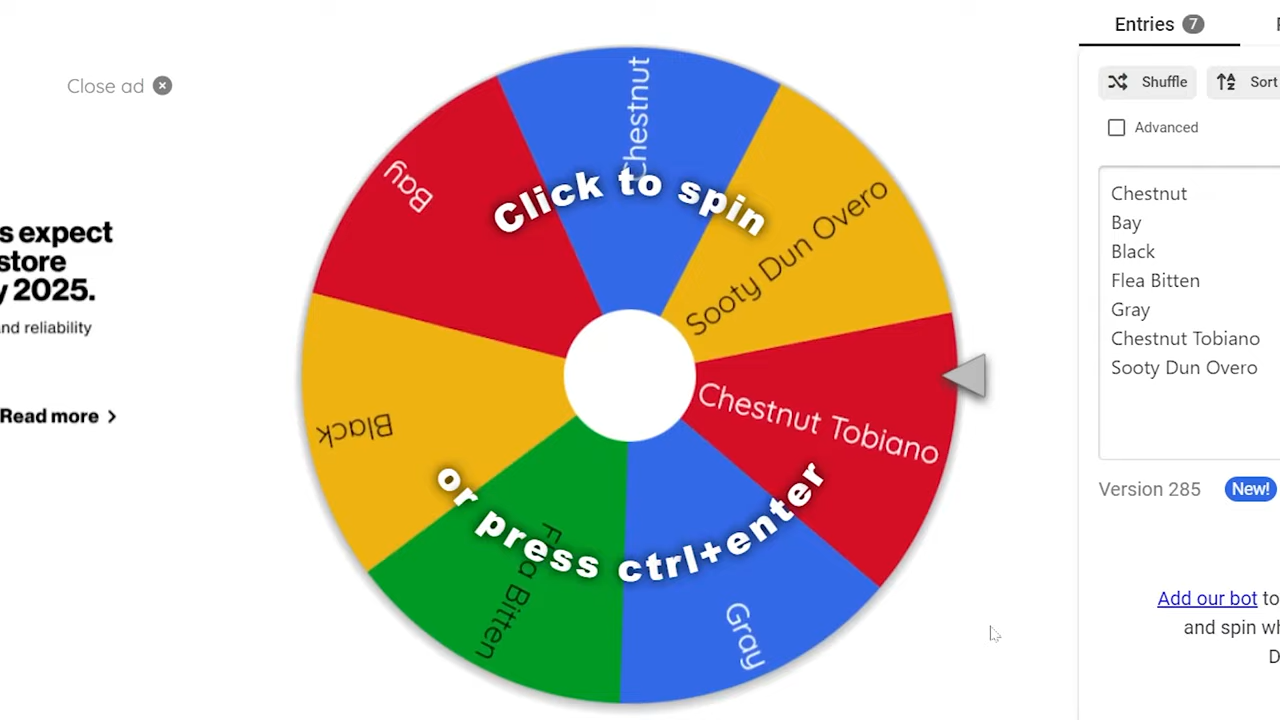 Entries 7
Close ad
Shuffle
Sort
Advanced
Chestnut
Bay
Black
Flea Bitten
Gray
Chestnut Tobiano
Sooty Dun Overo
Version 285 New!
Add our bot to
and spin
s expect
store
y 2025.
nd reliability
Read more
Chestnut
Bay
Sooty Dun Overo
Chestnut Tobiano
Black
Flea Bitten
Gray
Click to spin
or press ctrl+enter